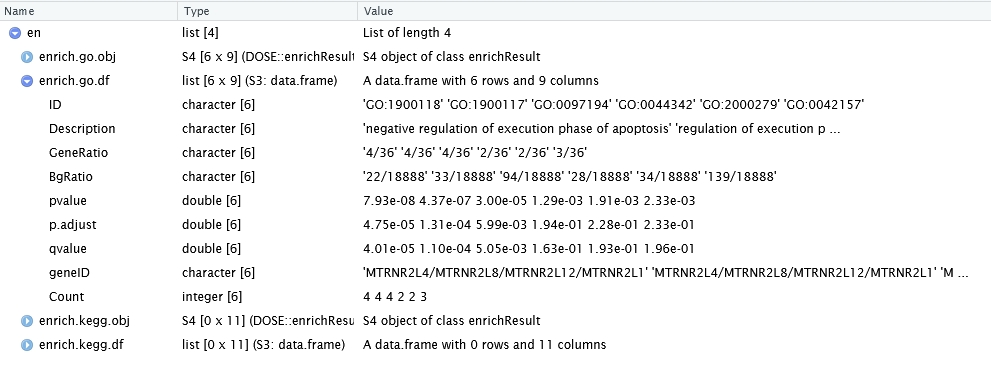 Name Type Value
en list [4] List of length 4
enrich.go.obj S4 [6 x 9] (DOSE::enrichResult S4 object of class enrichResult
enrich.go.df list [6 x 9] (S3: data.frame) A data.frame with 6 rows and 9 columns
ID character [6] 'GO:1900118' 'GO:1900117' 'GO:0097194' 'GO:0044342' 'GO:2000279' 'GO:0042157'
Description character [6] 'negative regulation of execution phase of apoptosis' 'regulation of execution p ...
GeneRatio character [6] '4/36' '4/36' '4/36' '2/36' '2/36' '3/36'
BgRatio character [6] '22/18888' '33/18888' '94/18888' '28/18888' '34/18888' '139/18888'
pvalue double [6] 7.93e-08 4.37e-07 3.00e-05 1.29e-03 1.91e-03 2.33e-03
p.adjust double [6] 4.75e-05 1.31e-04 5.99e-03 1.94e-01 2.28e-01 2.33e-01
qvalue double [6] 4.01e-05 1.10e-04 5.05e-03 1.63e-01 1.93e-01 1.96e-01
geneID character [6] 'MTRNR2L4/MTRNR2L8/MTRNR2L12/MTRNR2L1' 'MTRNR2L4/MTRNR2L8/MTRNR2L12/MTRNR2L1' 'M ...
Count integer [6] 4 4 4 2 2 3
enrich.kegg.obj S4 [0 x 11] (DOSE::enrichResu S4 object of class enrichResult
enrich.kegg.df list [0 x 11] (S3: data.frame) A data.frame with 0 rows and 11 columns